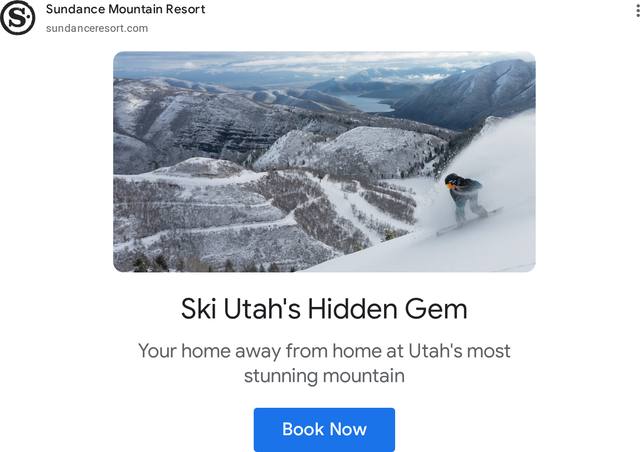 S
Sundance Mountain Resort
sundanceresort.com
Ski Utah's Hidden Gem
Your home away from home at Utah's most
stunning mountain
Book Now